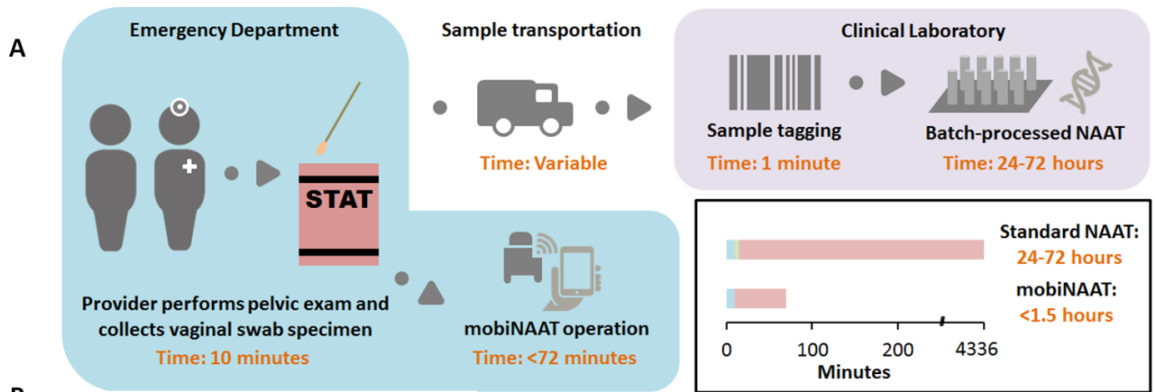 A
Emergency Department
STAT
Provider performs pelvic exam and
collects vaginal swab specimen
Time: 10 minutes
Sample transportation
Time: Variable
Clinical Laboratory
Sample tagging
Time: 1 minute
Batch-processed NAAT
Time: 24-72 hours
mobiNAAT operation
Time: <72 minutes
Standard NAAT:
24-72 hours
mobiNAAT:
<1.5 hours
0 100 200 4336
Minutes